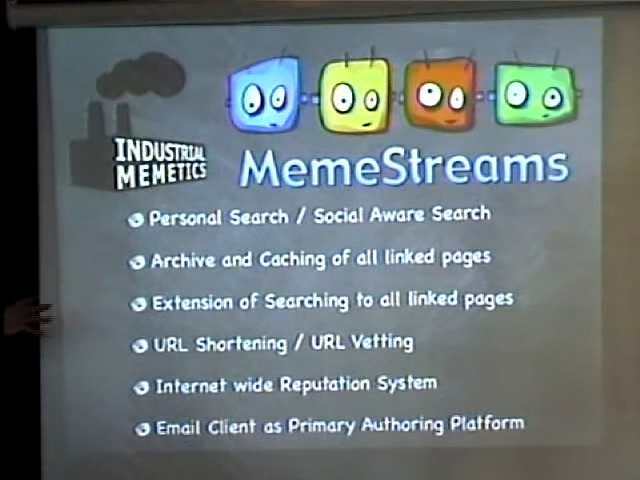 INDUSTRIAL
MEMETICS
MemeStreams
Personal Search / Social Aware Search
Archive and Caching of all linked pages
Extension of Searching to all linked pages
URL Shortening / URL Vetting
Internet wide Reputation System
Email Client as Primary Authoring Platform